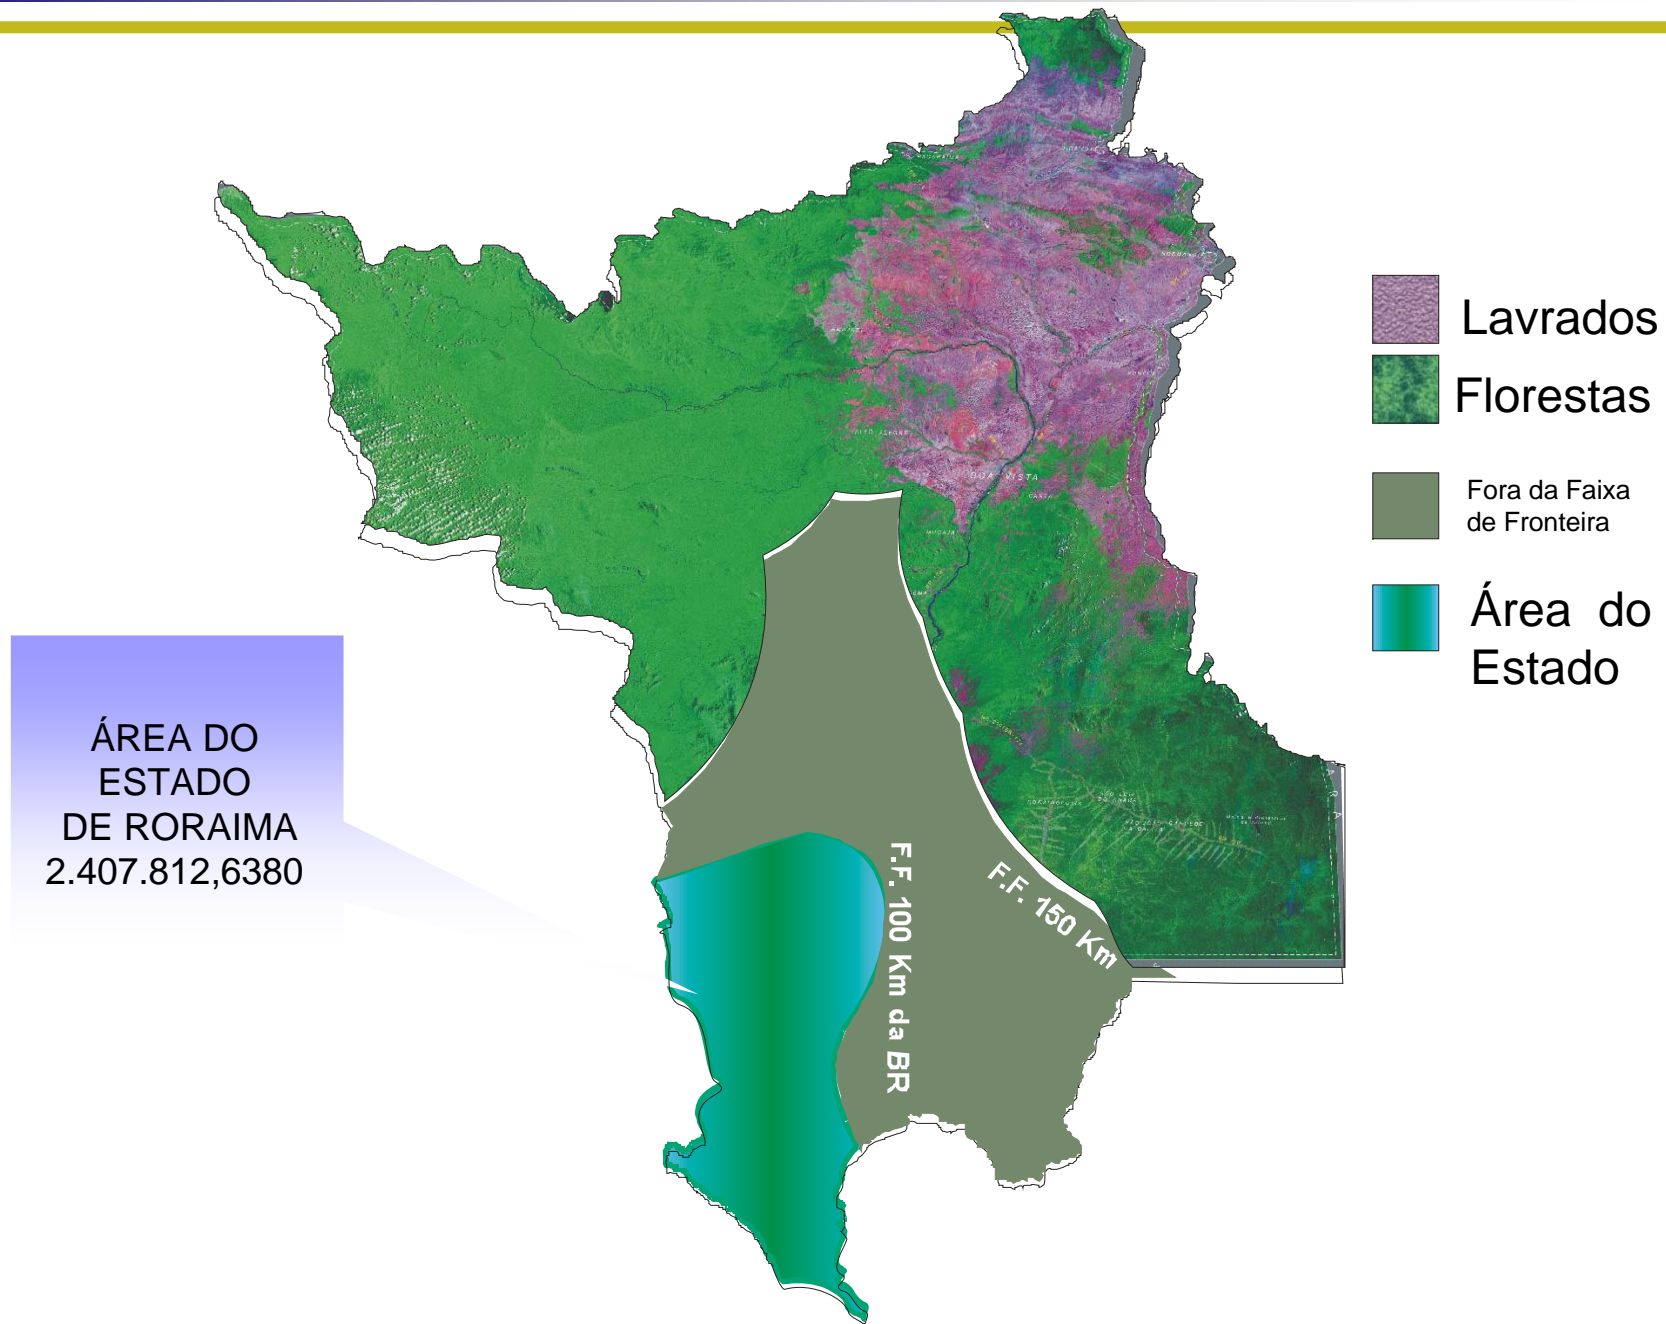 BOA VISTA
Lavrados
Florestas
Fora da Faixa
de Fronteira
Área do
Estado
ÁREA DO
ESTADO
DE RORAIMA
2.407.812,6380
F.F. 100 Km da BR
F.F. 150 Km